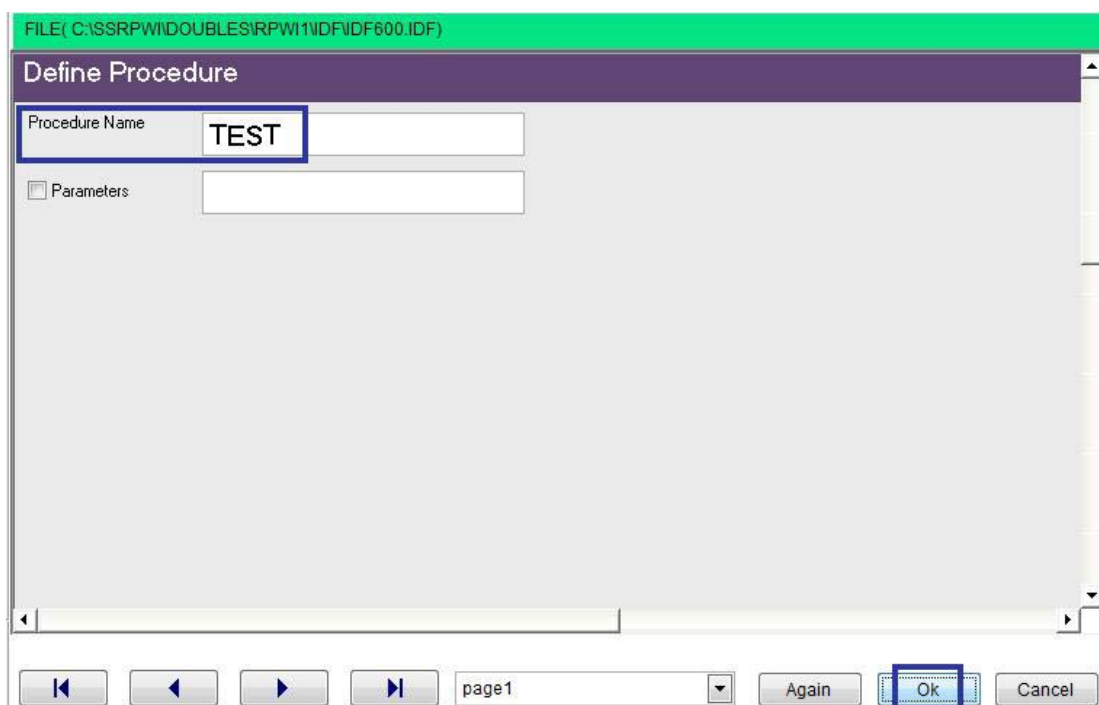 FILE( C:\SSRPWI\DOUBLES\RPWI1\IDF\IDF600.IDF)
Define Procedure
Procedure Name TEST
Parameters
page1 Again Ok Cancel